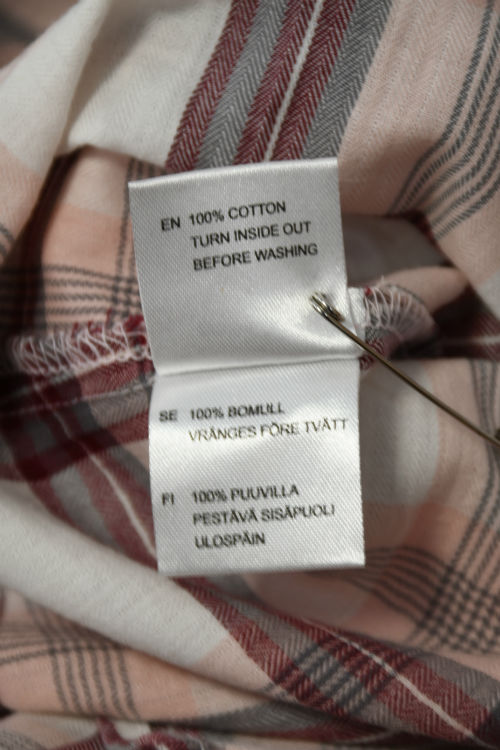 EN 100% COTTON
TURN INSIDE OUT
BEFORE WASHING
SE 100% BOMULL
VRÄNGES FÖRE TVÄTT
FI 100% PUUVILLA
PESTÄVÄ SISÄPUOLI
ULOSPÄIN